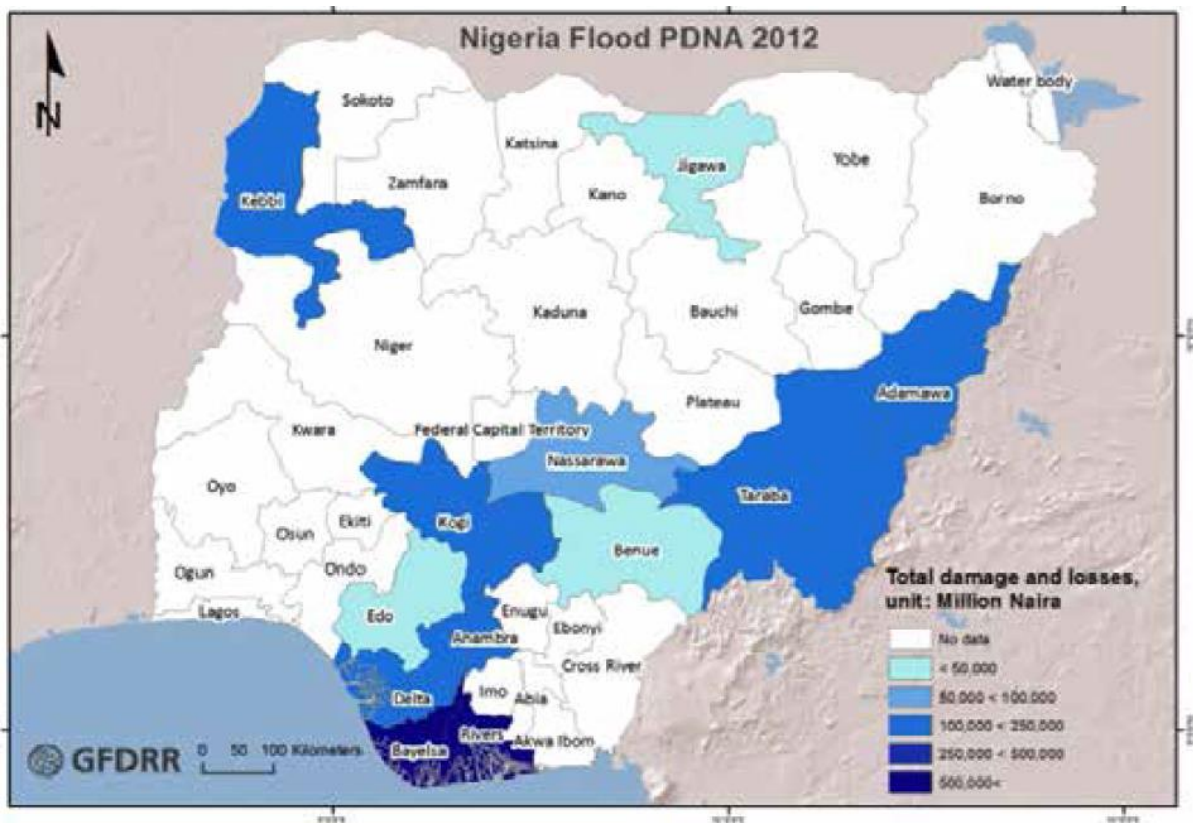 Nigeria Flood PDNA 2012
N
Water body
Sokoto
Katsina
Jigawa
Yobe
Borno
Zamfara
Kano
Kebbi
Kaduna
Bauchi
Gombe
Niger
Adamawa
Plateau
Kwara
Federal Capital Territory
Nassarawa
Oyo
Taraba
Kogi
Ekiti
Osun
Benue
Ogun
Ondo
Lagos
Edo
Enugu
Ebonyi
Anambra
Cross River
Imo
Abia
Delta
Rivers
Akwa Ibom
Bayelsa
Total damage and losses,
unit: Million Naira
No data
< 50,000
50,000 < 100,000
100,000 < 250,000
250,000 < 500,000
500,000<
GFDRR
0 50 100 Kilometers